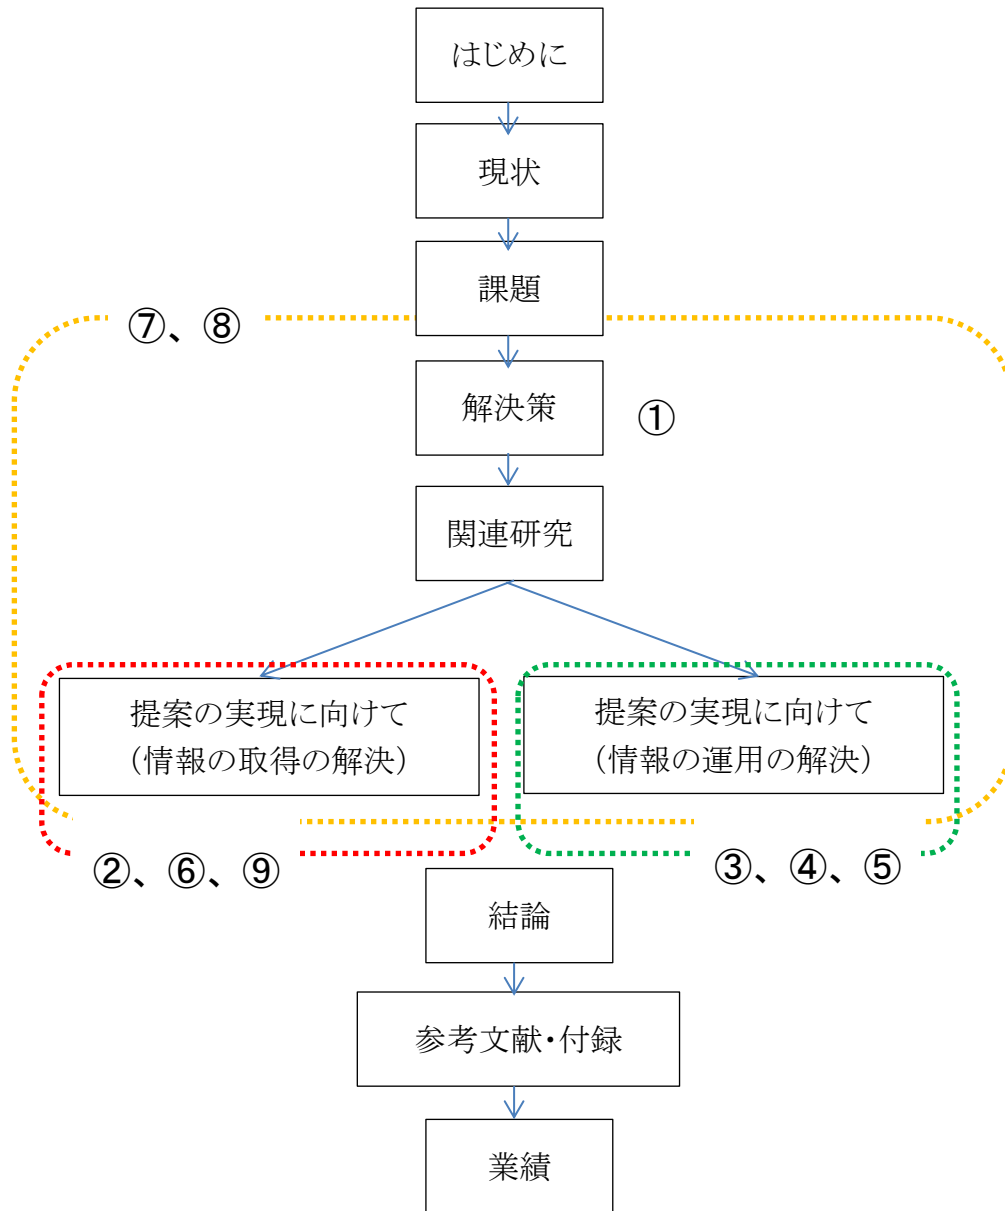 はじめに
現状
課題
⑦、⑧
解決策
①
関連研究
提案の実現に向けて
（情報の取得の解決）
提案の実現に向けて
（情報の運用の解決）
②、⑥、⑨
③、④、⑤
結論
参考文献・付録
業績